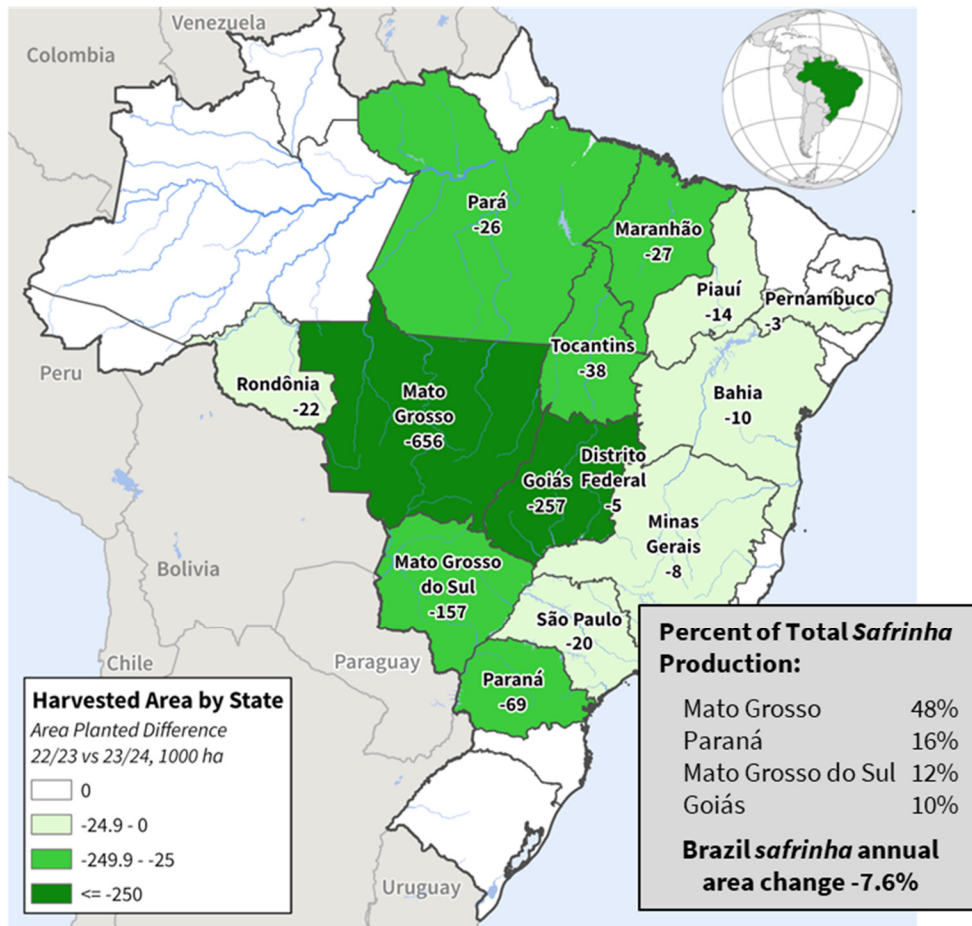 Venezuela
Colombia
Pará
-26
Maranhão
-27
Piauí
-14
Pernambuco
-3
Tocantins
-38
Peru
Rondônia
-22
Mato
Grosso
-656
Bahia
-10
Distrito
Federal
-5
Goiás
-257
Minas
Gerais
-8
Bolivia
Mato Grosso
do Sul
-157
São Paulo
-20
Chile
Paraguay
Paraná
-69
Uruguay
Harvested Area by State
Area Planted Difference
22/23 vs 23/24, 1000 ha
0
-24.9 - 0
-249.9 - -25
<= -250
Percent of Total Safrinha
Production:
Mato Grosso 48%
Paraná 16%
Mato Grosso do Sul 12%
Goiás 10%
Brazil safrinha annual
area change -7.6%